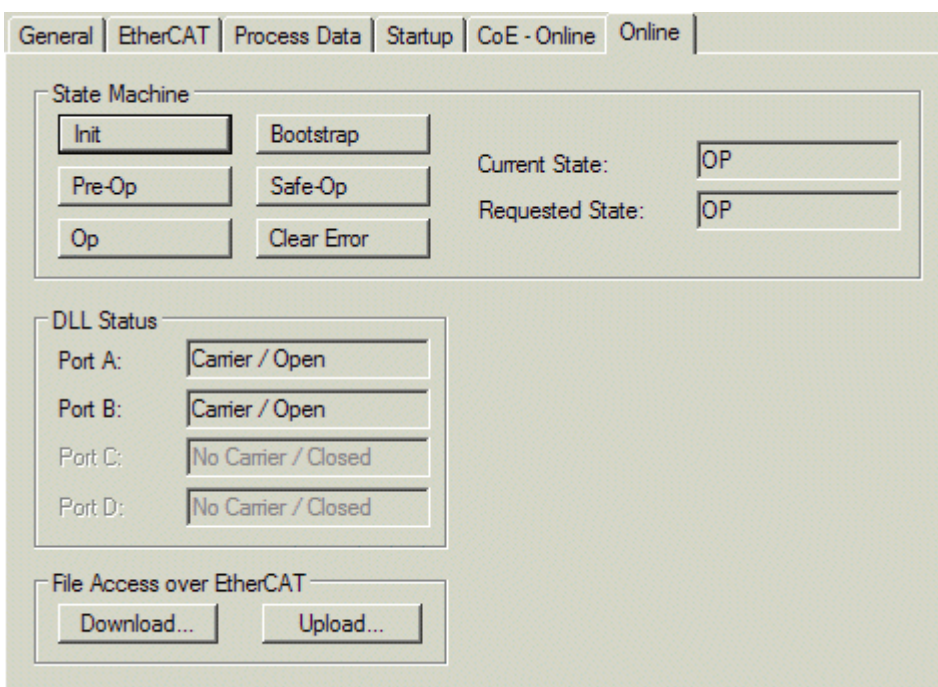 General EtherCAT Process Data Startup CoE - Online Online
State Machine
Init Bootstrap
Pre-Op Safe-Op
Op Clear Error
Current State: OP
Requested State: OP
DLL Status
Port A: Carrier / Open
Port B: Carrier / Open
Port C: No Carrier / Closed
Port D: No Carrier / Closed
File Access over EtherCAT
Download... Upload...